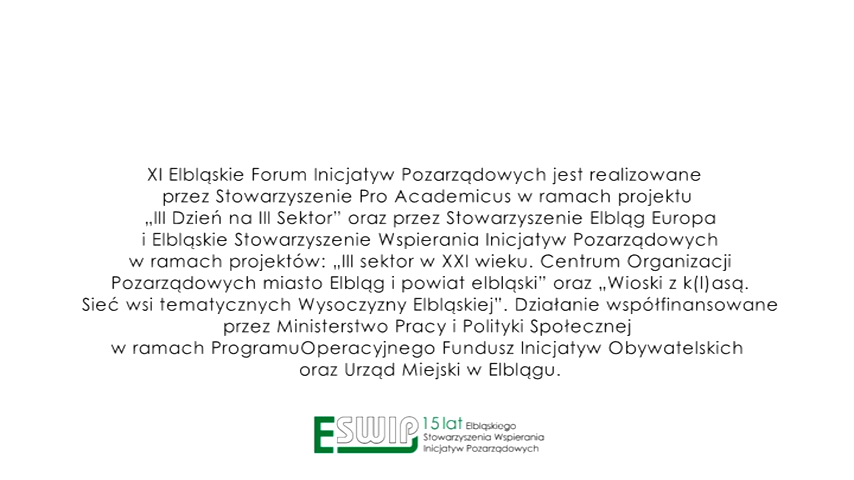 XI Elbląskie Forum Inicjatyw Pozarządowych jest realizowane
przez Stowarzyszenie Pro Academicus w ramach projektu
„III Dzień na III Sektor” oraz przez Stowarzyszenie Elbląg Europa
i Elbląskie Stowarzyszenie Wspierania Inicjatyw Pozarządowych
w ramach projektów: „III sektor w XXI wieku. Centrum Organizacji
Pozarządowych miasto Elbląg i powiat elbląski” oraz „Wioski z k(l)asą.
Sieć wsi tematycznych Wysoczyzny Elbląskiej”. Działanie współfinansowane
przez Ministerstwo Pracy i Polityki Społecznej
w ramach ProgramuOperacyjnego Fundusz Inicjatyw Obywatelskich
oraz Urząd Miejski w Elblągu.
ESWIP 15 lat Elbląskiego
Stowarzyszenia Wspierania
Inicjatyw Pozarządowych